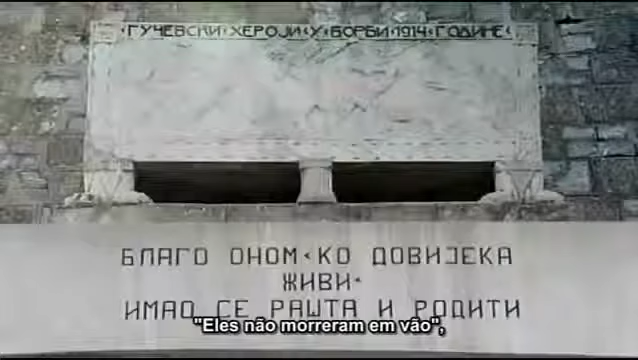 ·ГУЧЕВСКИ·ХЕРОЈИ·У·БОРБИ·1914·ГОДИНЕ·
БЛАГО ОНОМ·КО ДОВИЈЕКА
ЖИВИ·
ИМАО СЕ РАШТА И РОДИТИ
"Eles não morreram em vão",